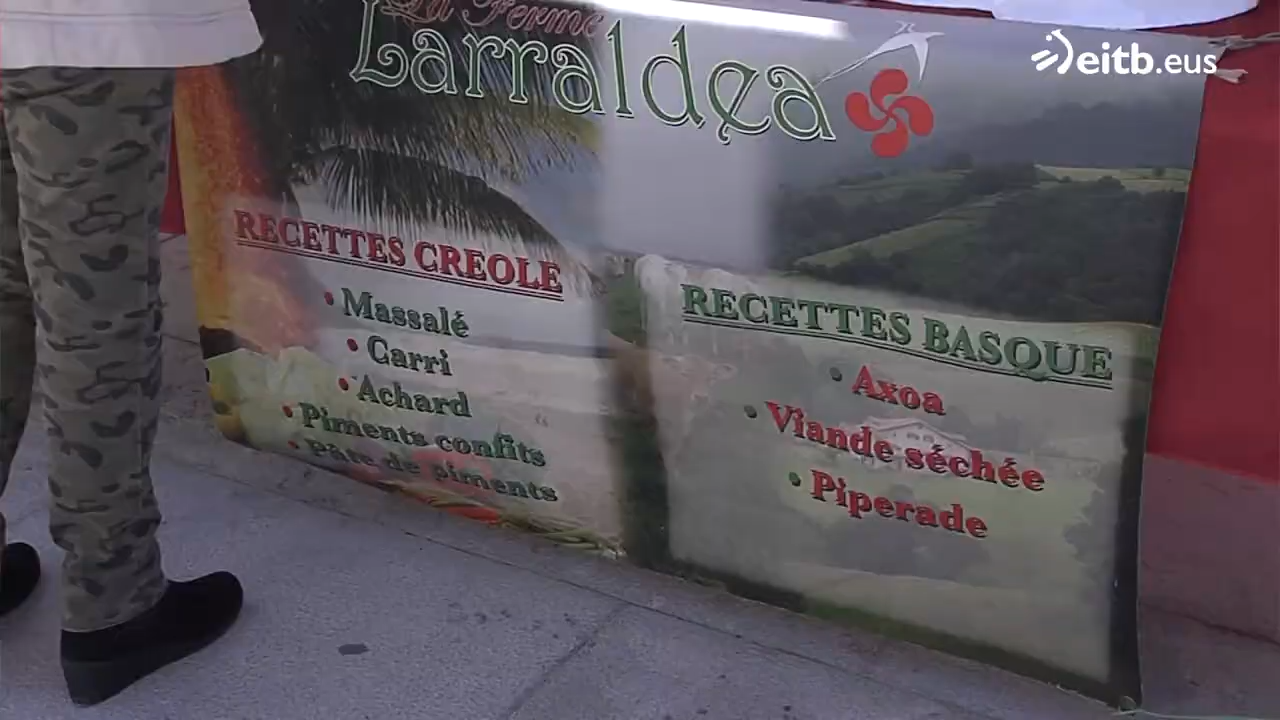 eitb.eus
La Ferme
Larraldea
RECETTES CREOLE
• Massalé
• Carri
• Achard
• Piments confits
• Pâte de piments
RECETTES BASQUE
• Axoa
• Viande séchée
• Piperade